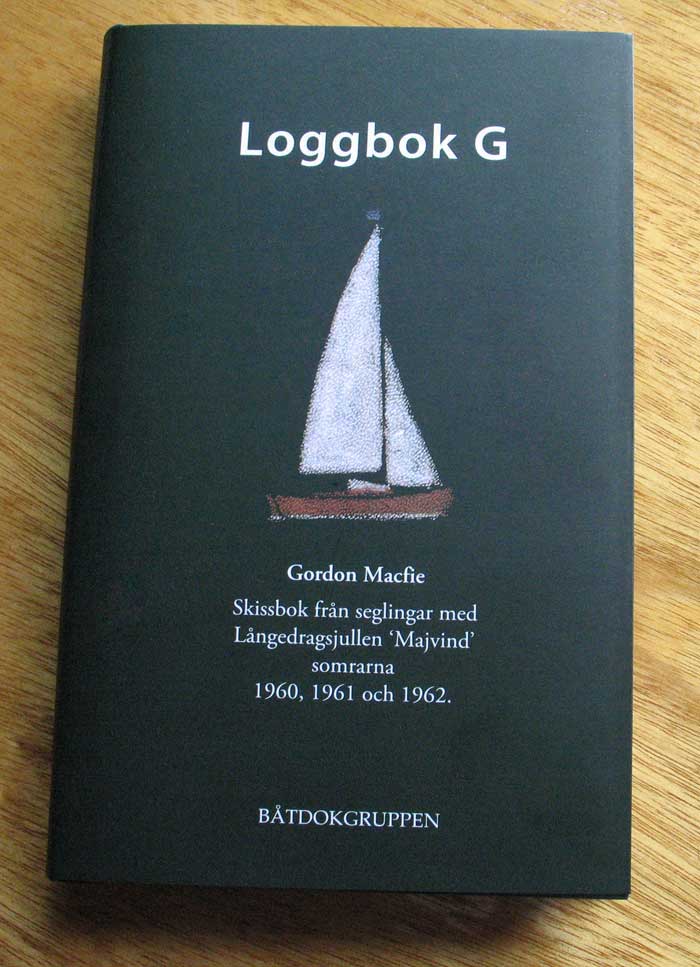 Loggbok G
Gordon Macfie
Skissbok från seglingar med
Långedragsjullen ‘Majvind’
somrarna
1960, 1961 och 1962.
BÅTDOKGRUPPEN